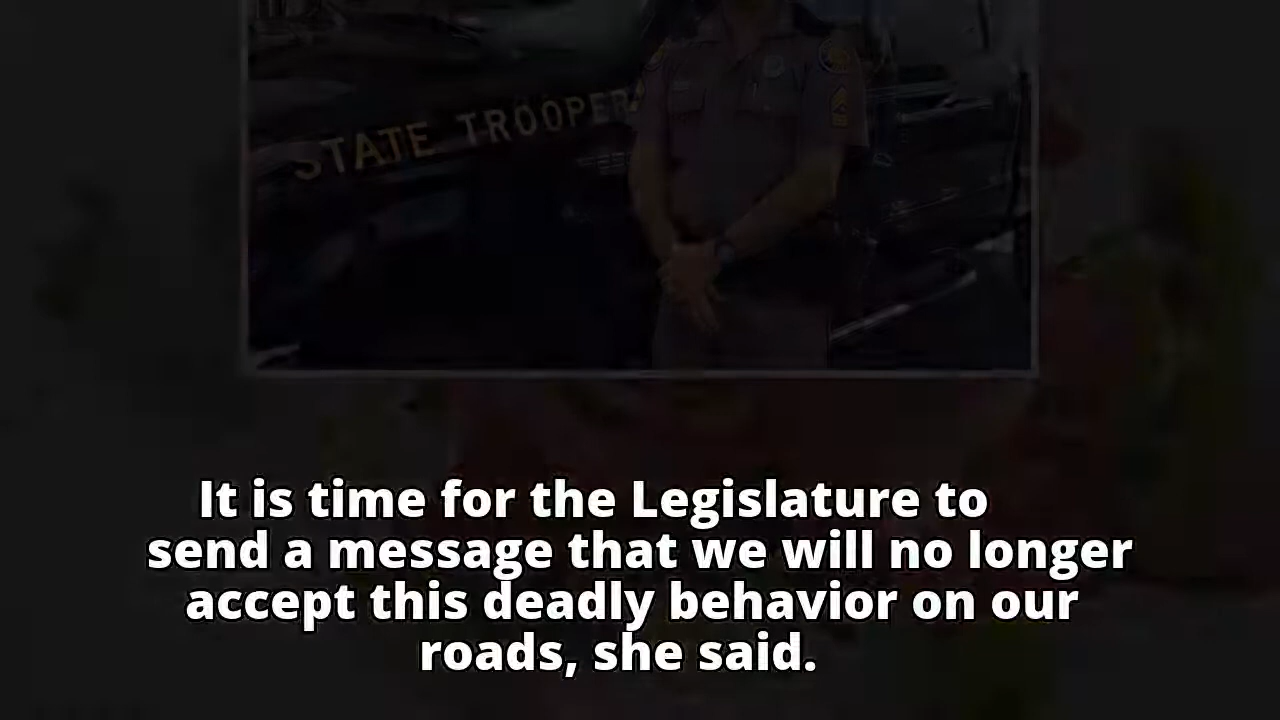 STATE TROOPER
It is time for the Legislature to
send a message that we will no longer
accept this deadly behavior on our
roads, she said.